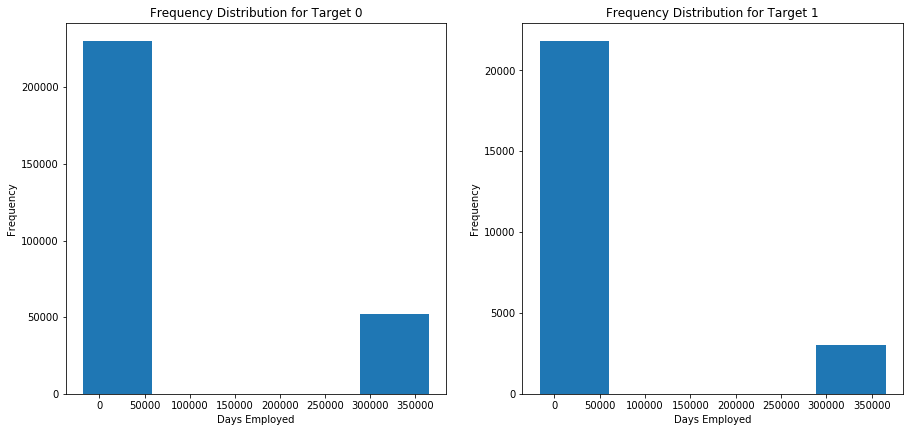 Frequency Distribution for Target 0
Frequency
200000
150000
100000
50000
0
0 50000 100000 150000 200000 250000 300000 350000
Days Employed
Frequency Distribution for Target 1
Frequency
20000
15000
10000
5000
0
0 50000 100000 150000 200000 250000 300000 350000
Days Employed